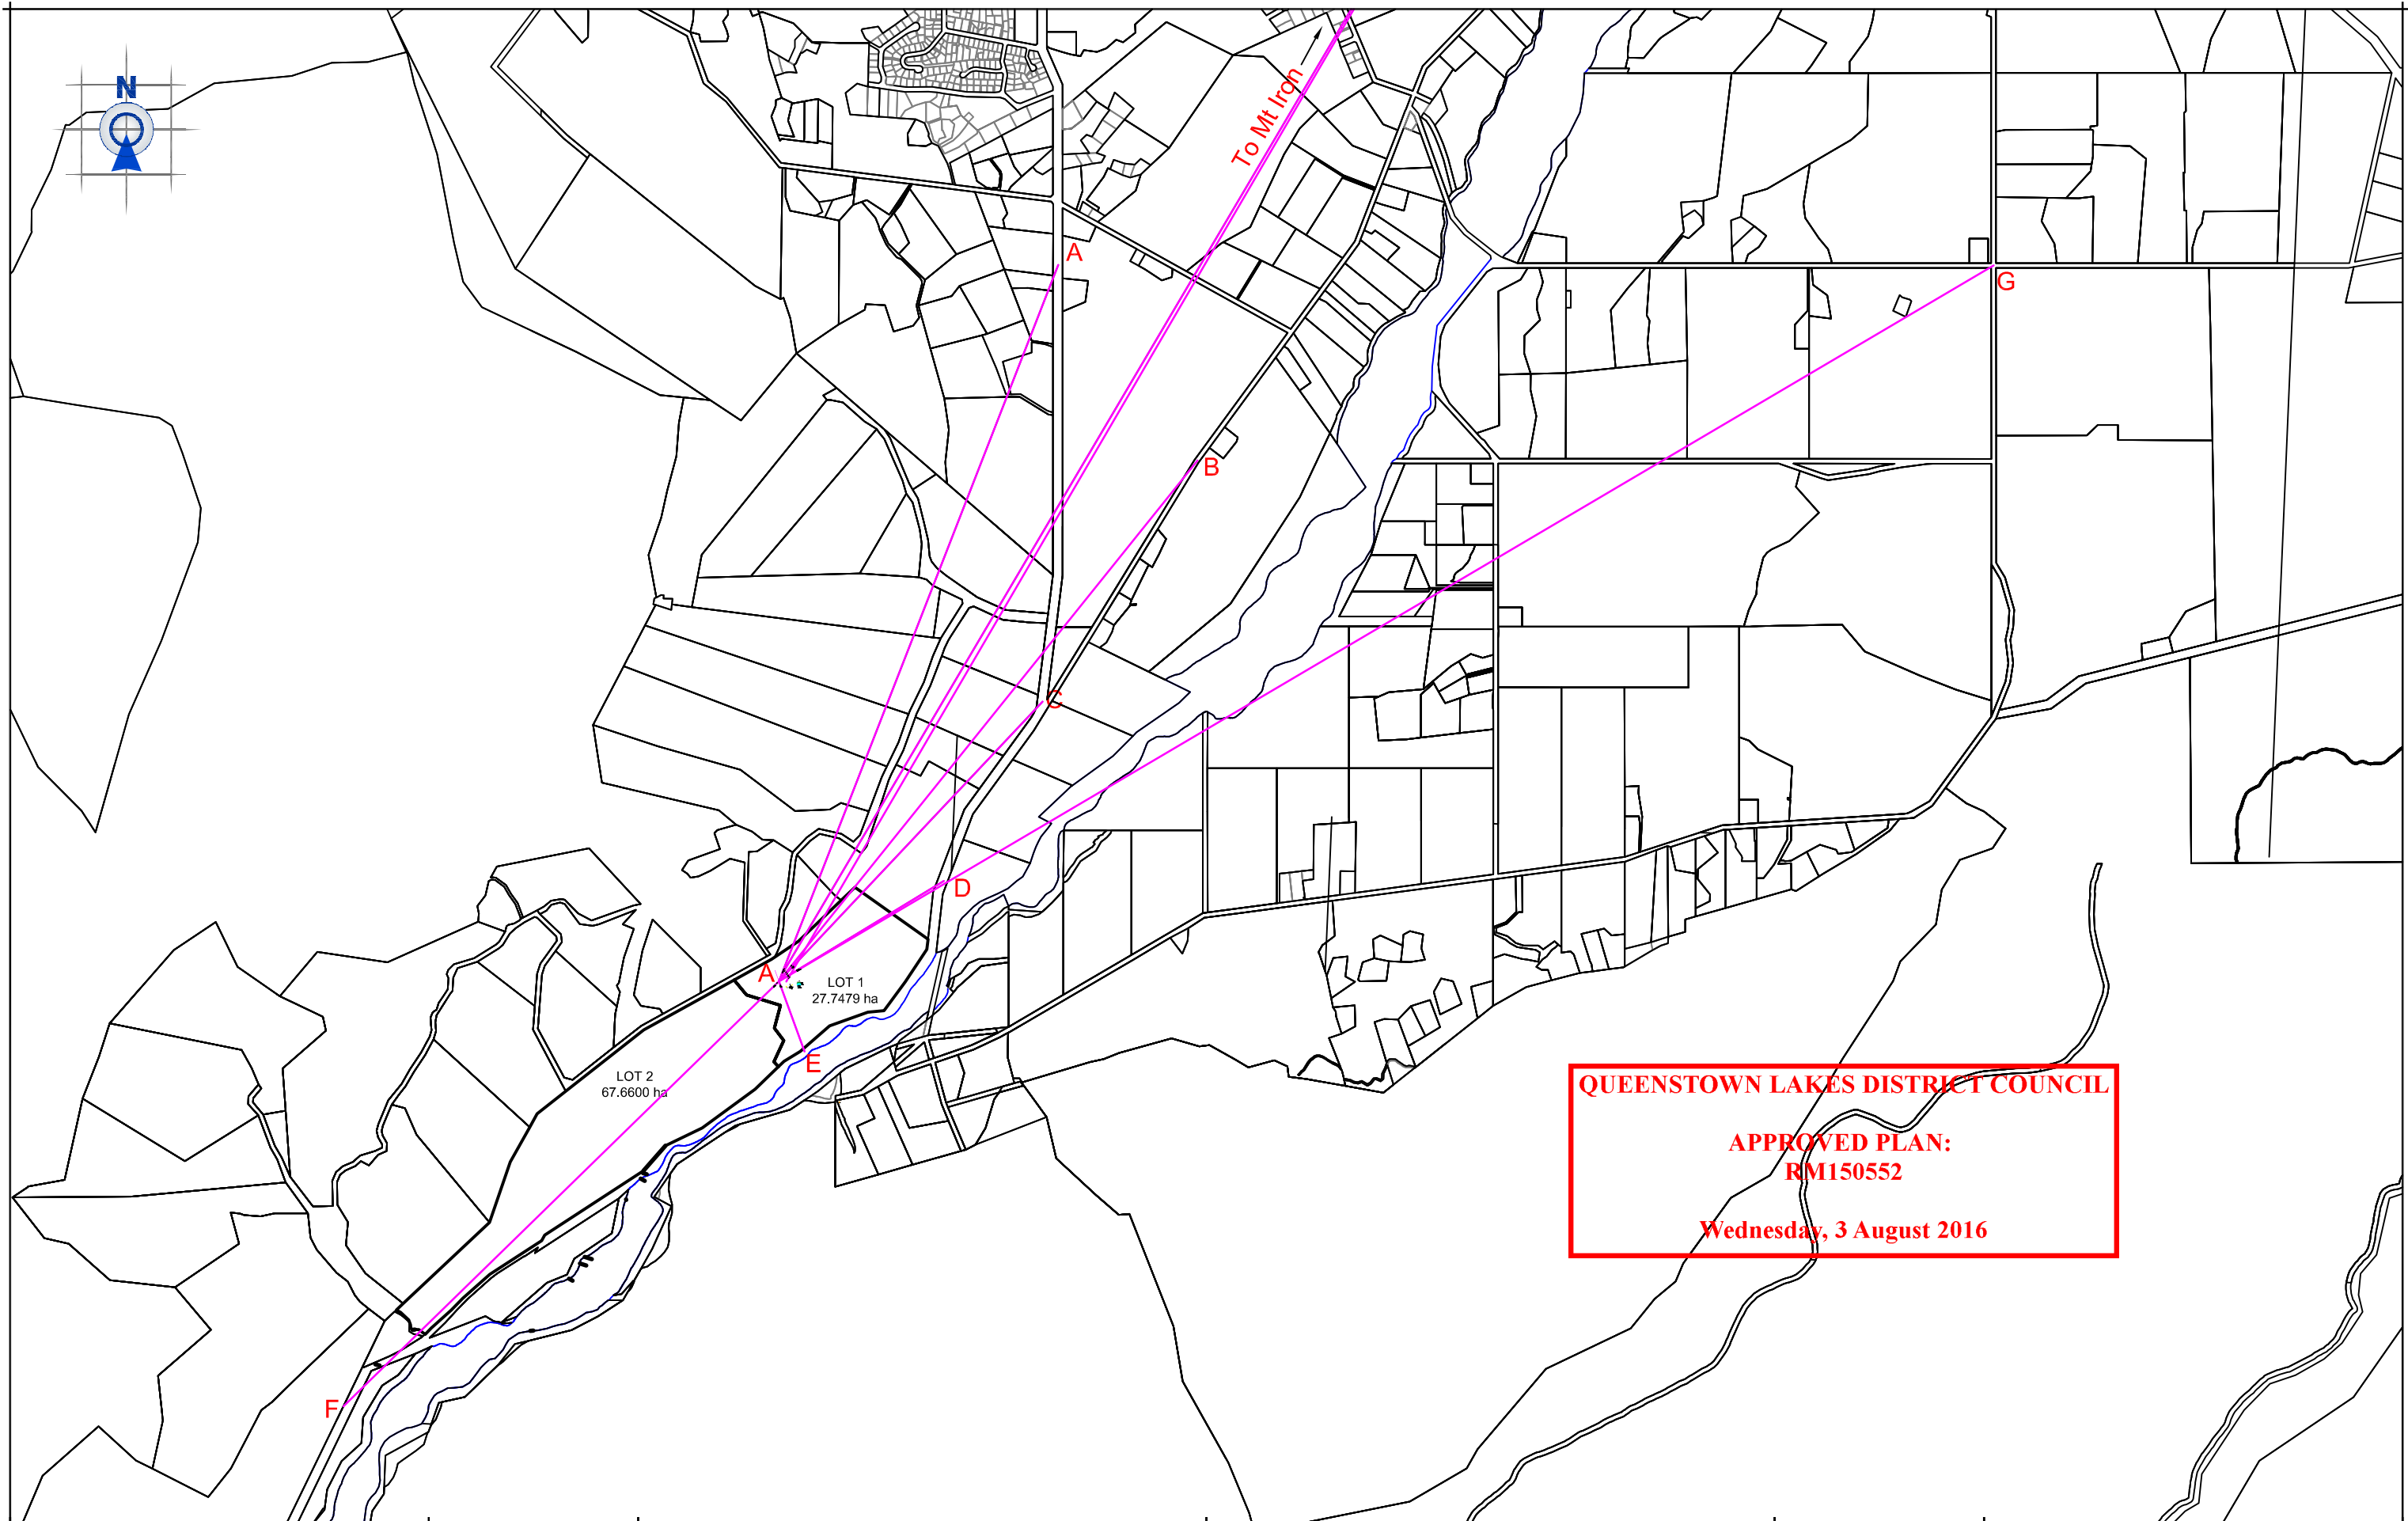 N
To Mt Iron
A
G
B
C
D
A
LOT 1
27.7479 ha
E
LOT 2
67.6600 ha
F
QUEENSTOWN LAKES DISTRICT COUNCIL
APPROVED PLAN:
RM150552
Wednesday, 3 August 2016